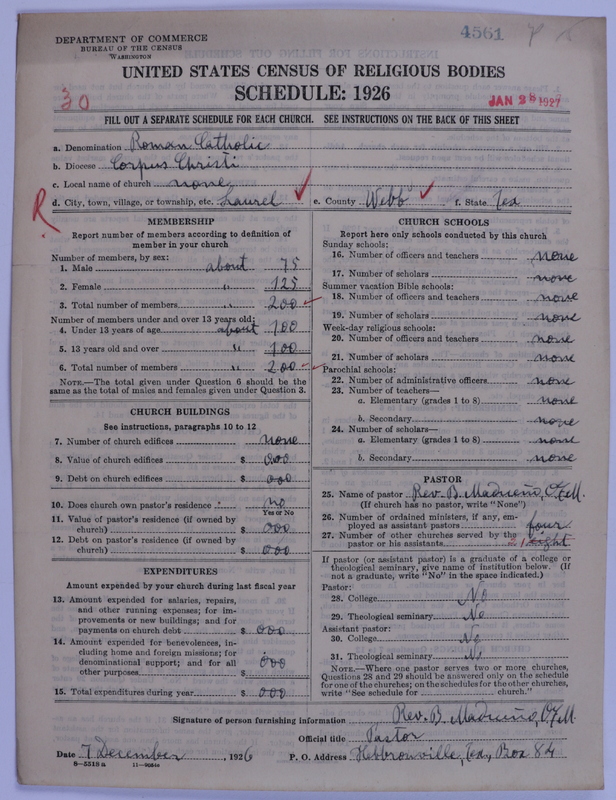 4561
DEPARTMENT OF COMMERCE
BUREAU OF THE CENSUS
WASHINGTON
UNITED STATES CENSUS OF RELIGIOUS BODIES
SCHEDULE: 1926
30
JAN 28 1927
FILL OUT A SEPARATE SCHEDULE FOR EACH CHURCH. SEE INSTRUCTIONS ON THE BACK OF THIS SHEET
a. Denomination Roman Catholic
b. Diocese Corpus Christi
c. Local name of church none
d. City, town, village, or township, etc. Laurel e. County Webb f. State Tex
R
MEMBERSHIP
Report number of members according to definition of
member in your church
Number of members, by sex:
1. Male about 75
2. Female " 125
3. Total number of members " 200
Number of members under and over 13 years old:
4. Under 13 years of age about 100
5. 13 years old and over " 100
6. Total number of members " 200
NOTE.—The total given under Question 6 should be the
same as the total of males and females given under Question 3.
CHURCH BUILDINGS
See instructions, paragraphs 10 to 12
7. Number of church edifices none
8. Value of church edifices $ 000
9. Debt on church edifices $ 000
10. Does church own pastor's residence? no
Yes or No
11. Value of pastor's residence (if owned by
church) $ 000
12. Debt on pastor's residence (if owned by
church) $ 000
EXPENDITURES
Amount expended by your church during last fiscal year
13. Amount expended for salaries, repairs,
and other running expenses; for im-
provements or new buildings; and for
payments on church debt $ 000
14. Amount expended for benevolences, in-
cluding home and foreign missions; for
denominational support; and for all
other purposes $ 000
15. Total expenditures during year $ 000
CHURCH SCHOOLS
Report here only schools conducted by this church
Sunday schools:
16. Number of officers and teachers none
17. Number of scholars none
Summer vacation Bible schools:
18. Number of officers and teachers none
19. Number of scholars none
Week-day religious schools:
20. Number of officers and teachers none
21. Number of scholars none
Parochial schools:
22. Number of administrative officers none
23. Number of teachers—
a. Elementary (grades 1 to 8) none
b. Secondary none
24. Number of scholars—
a. Elementary (grades 1 to 8) none
b. Secondary none
PASTOR
25. Name of pastor Rev. B. Madueño, O.F.M.
(If church has no pastor, write "None")
26. Number of ordained ministers, if any, em-
ployed as assistant pastors four
27. Number of other churches served by the
pastor or his assistants eight
If pastor (or assistant pastor) is a graduate of a college or
theological seminary, give name of institution below. (If
not a graduate, write "No" in the space indicated.)
Pastor:
28. College No
29. Theological seminary No
Assistant pastor:
30. College No
31. Theological seminary No
NOTE.—Where one pastor serves two or more churches,
Questions 28 and 29 should be answered only on the schedule
for one of the churches; on the schedules for the other churches,
write "See schedule for church."
Signature of person furnishing information Rev. B. Madueño, O.F.M.
Official title Pastor
Date 7 December, 1926 P. O. Address Hebbronville, Tex, Box 84
8—5518 a